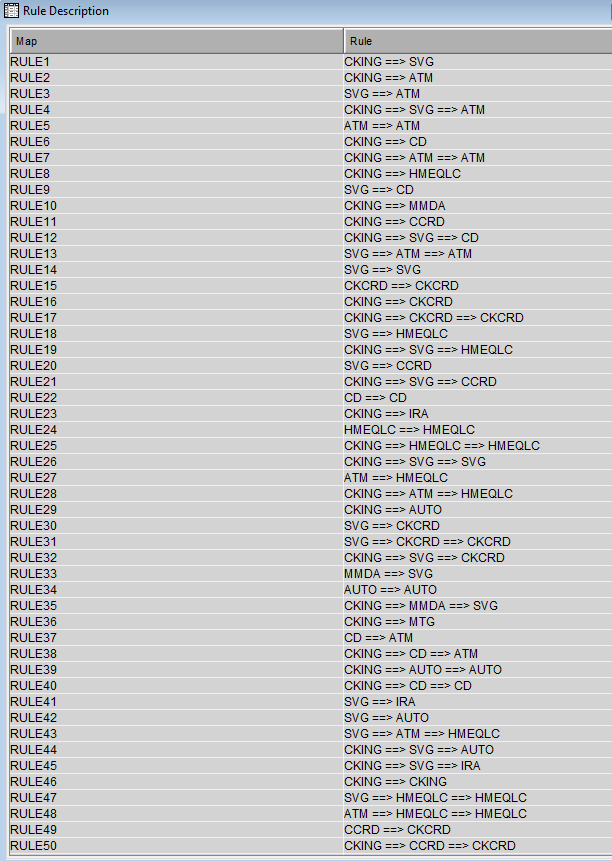 Rule Description
Map Rule
RULE1 CKING ==> SVG
RULE2 CKING ==> ATM
RULE3 SVG ==> ATM
RULE4 CKING ==> SVG ==> ATM
RULE5 ATM ==> ATM
RULE6 CKING ==> CD
RULE7 CKING ==> ATM ==> ATM
RULE8 CKING ==> HMEQLC
RULE9 SVG ==> CD
RULE10 CKING ==> MMDA
RULE11 CKING ==> CCRD
RULE12 CKING ==> SVG ==> CD
RULE13 SVG ==> ATM ==> ATM
RULE14 SVG ==> SVG
RULE15 CKCRD ==> CKCRD
RULE16 CKING ==> CKCRD
RULE17 CKING ==> CKCRD ==> CKCRD
RULE18 SVG ==> HMEQLC
RULE19 CKING ==> SVG ==> HMEQLC
RULE20 SVG ==> CCRD
RULE21 CKING ==> SVG ==> CCRD
RULE22 CD ==> CD
RULE23 CKING ==> IRA
RULE24 HMEQLC ==> HMEQLC
RULE25 CKING ==> HMEQLC ==> HMEQLC
RULE26 CKING ==> SVG ==> SVG
RULE27 ATM ==> HMEQLC
RULE28 CKING ==> ATM ==> HMEQLC
RULE29 CKING ==> AUTO
RULE30 SVG ==> CKCRD
RULE31 SVG ==> CKCRD ==> CKCRD
RULE32 CKING ==> SVG ==> CKCRD
RULE33 MMDA ==> SVG
RULE34 AUTO ==> AUTO
RULE35 CKING ==> MMDA ==> SVG
RULE36 CKING ==> MTG
RULE37 CD ==> ATM
RULE38 CKING ==> CD ==> ATM
RULE39 CKING ==> AUTO ==> AUTO
RULE40 CKING ==> CD ==> CD
RULE41 SVG ==> IRA
RULE42 SVG ==> AUTO
RULE43 SVG ==> ATM ==> HMEQLC
RULE44 CKING ==> SVG ==> AUTO
RULE45 CKING ==> SVG ==> IRA
RULE46 CKING ==> CKING
RULE47 SVG ==> HMEQLC ==> HMEQLC
RULE48 ATM ==> HMEQLC ==> HMEQLC
RULE49 CCRD ==> CKCRD
RULE50 CKING ==> CCRD ==> CKCRD